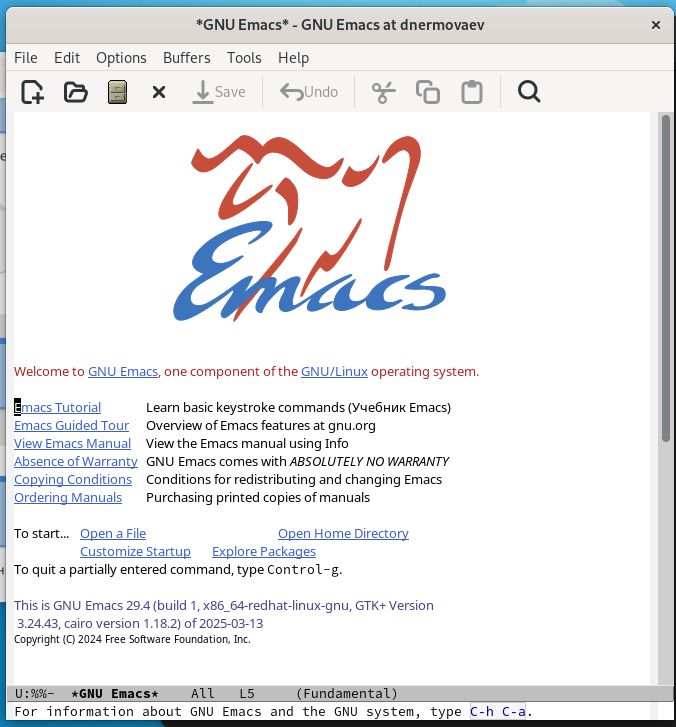 *GNU Emacs* - GNU Emacs at dnermovaev
File Edit Options Buffers Tools Help
Save Undo
Emacs
Welcome to GNU Emacs, one component of the GNU/Linux operating system.
Emacs Tutorial Learn basic keystroke commands (Учебник Emacs)
Emacs Guided Tour Overview of Emacs features at gnu.org
View Emacs Manual View the Emacs manual using Info
Absence of Warranty GNU Emacs comes with ABSOLUTELY NO WARRANTY
Copying Conditions Conditions for redistributing and changing Emacs
Ordering Manuals Purchasing printed copies of manuals
To start... Open a File Open Home Directory
Customize Startup Explore Packages
To quit a partially entered command, type Control-g.
This is GNU Emacs 29.4 (build 1, x86_64-redhat-linux-gnu, GTK+ Version
3.24.43, cairo version 1.18.2) of 2025-03-13
Copyright (C) 2024 Free Software Foundation, Inc.
U:%%- *GNU Emacs* All L5 (Fundamental)
For information about GNU Emacs and the GNU system, type C-h C-a.